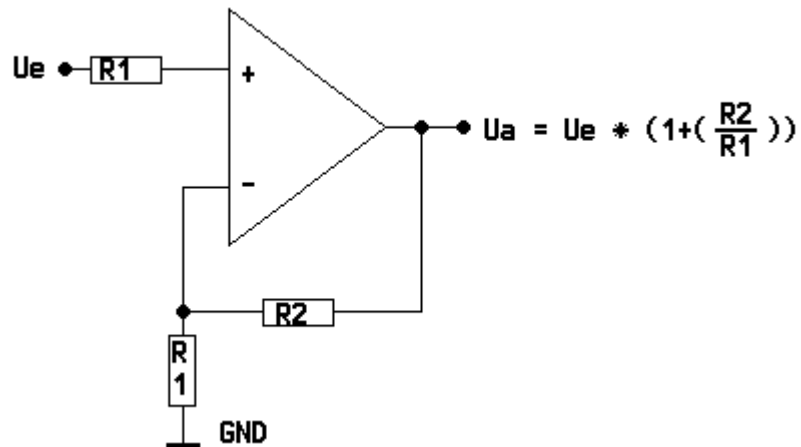 Ue
R1
+
-
Ua = Ue * (1+(R2/R1))
R2
R
1
GND